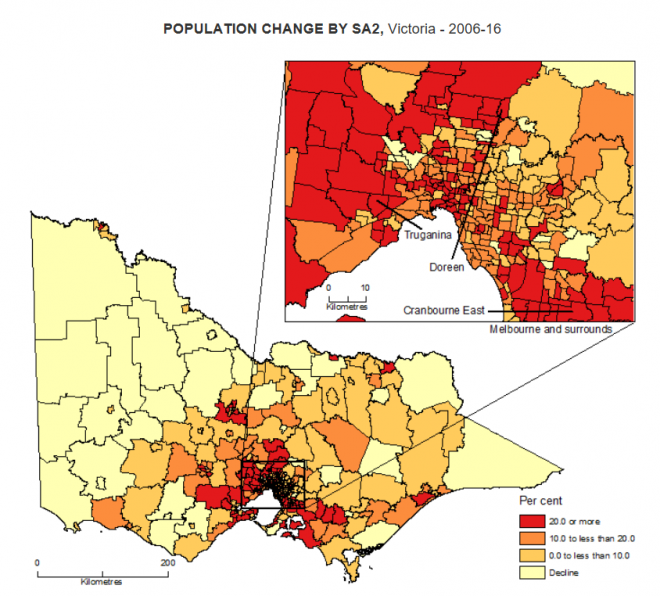 POPULATION CHANGE BY SA2, Victoria - 2006-16
Truganina
Doreen
0 10
Kilometres
Cranbourne East
Melbourne and surrounds
Per cent
20.0 or more
10.0 to less than 20.0
0.0 to less than 10.0
Decline
0 200
Kilometres